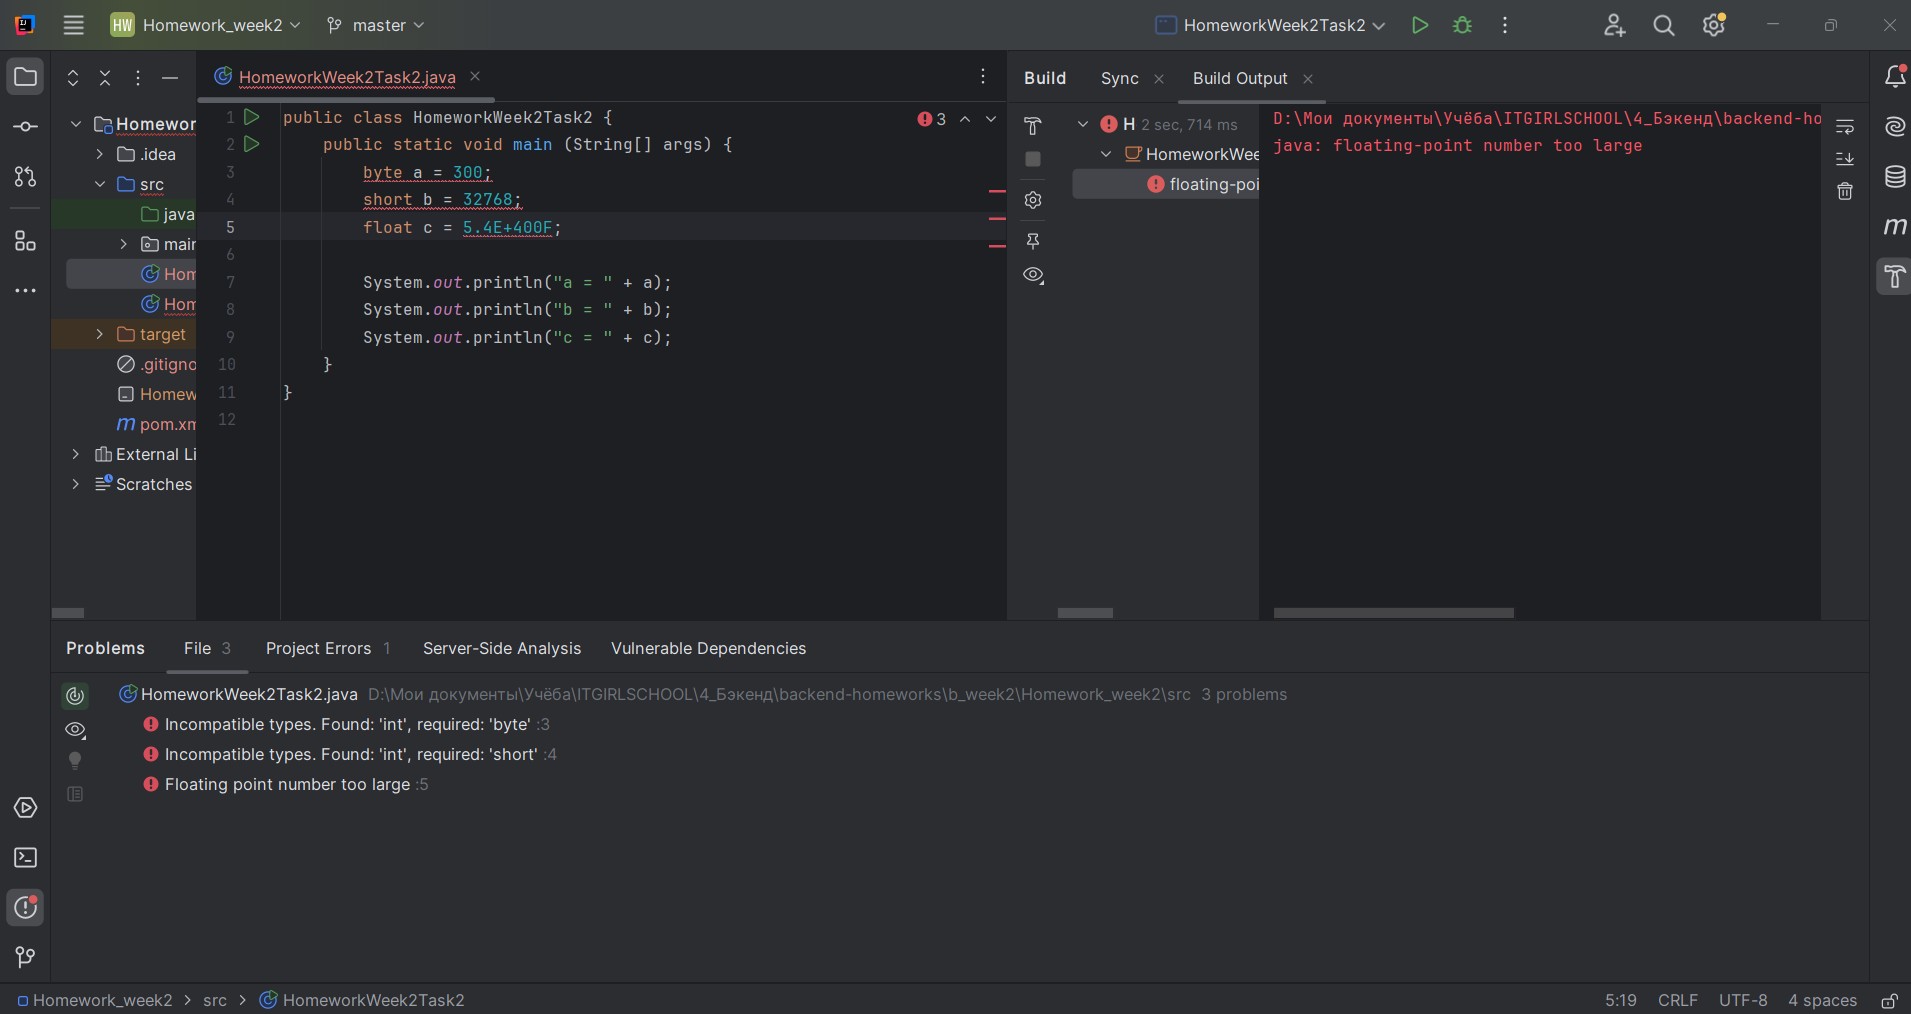 HW Homework_week2 master HomeworkWeek2Task2
HomeworkWeek2Task2.java
Build Sync Build Output
Homewor
.idea
src
java
main
Hom
Hom
target
.gitigno
Homew
m pom.xm
External Li
Scratches
1 public class HomeworkWeek2Task2 {
2 public static void main (String[] args) {
3 byte a = 300;
4 short b = 32768;
5 float c = 5.4E+400F;
6
7 System.out.println("a = " + a);
8 System.out.println("b = " + b);
9 System.out.println("c = " + c);
10 }
11 }
12
3
H 2 sec, 714 ms
HomeworkWee
floating-poi
D:\Мои документы\Учёба\ITGIRLSCHOOL\4_Бэкенд\backend-ho
java: floating-point number too large
m
Problems File 3 Project Errors 1 Server-Side Analysis Vulnerable Dependencies
HomeworkWeek2Task2.java D:\Мои документы\Учёба\ITGIRLSCHOOL\4_Бэкенд\backend-homeworks\b_week2\Homework_week2\src 3 problems
Incompatible types. Found: 'int', required: 'byte' :3
Incompatible types. Found: 'int', required: 'short' :4
Floating point number too large :5
Homework_week2 > src > HomeworkWeek2Task2
5:19 CRLF UTF-8 4 spaces